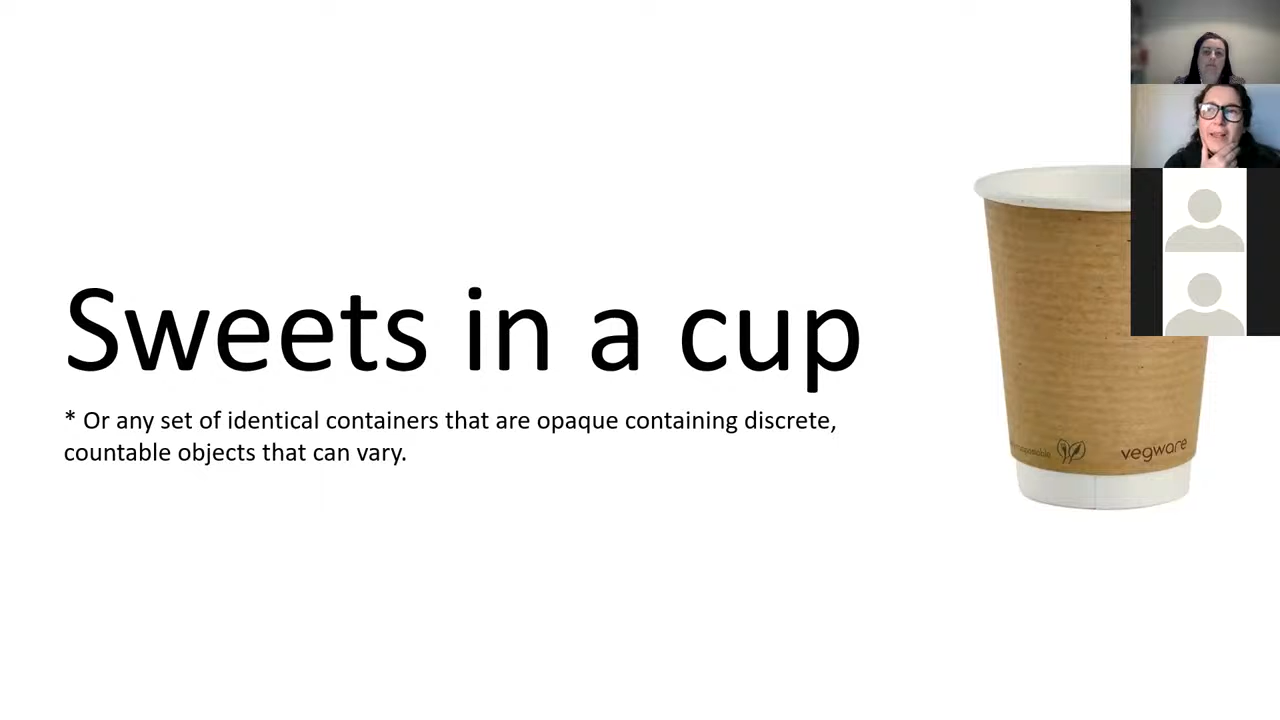 Sweets in a cup
* Or any set of identical containers that are opaque containing discrete,
countable objects that can vary.
vegware